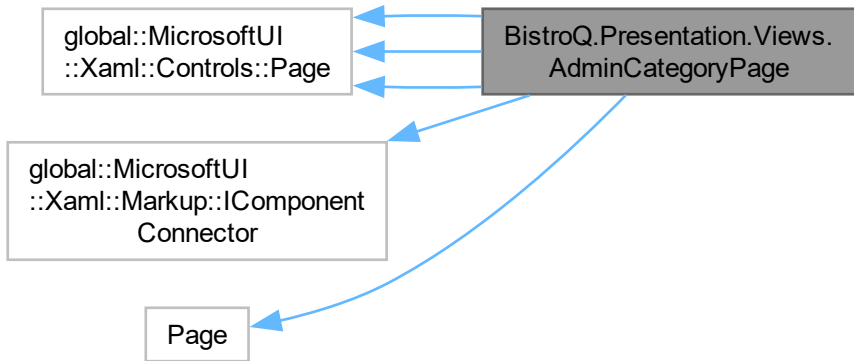 global::MicrosoftUI
::Xaml::Controls::Page
BistroQ.Presentation.Views.
AdminCategoryPage
global::MicrosoftUI
::Xaml::Markup::IComponent
Connector
Page